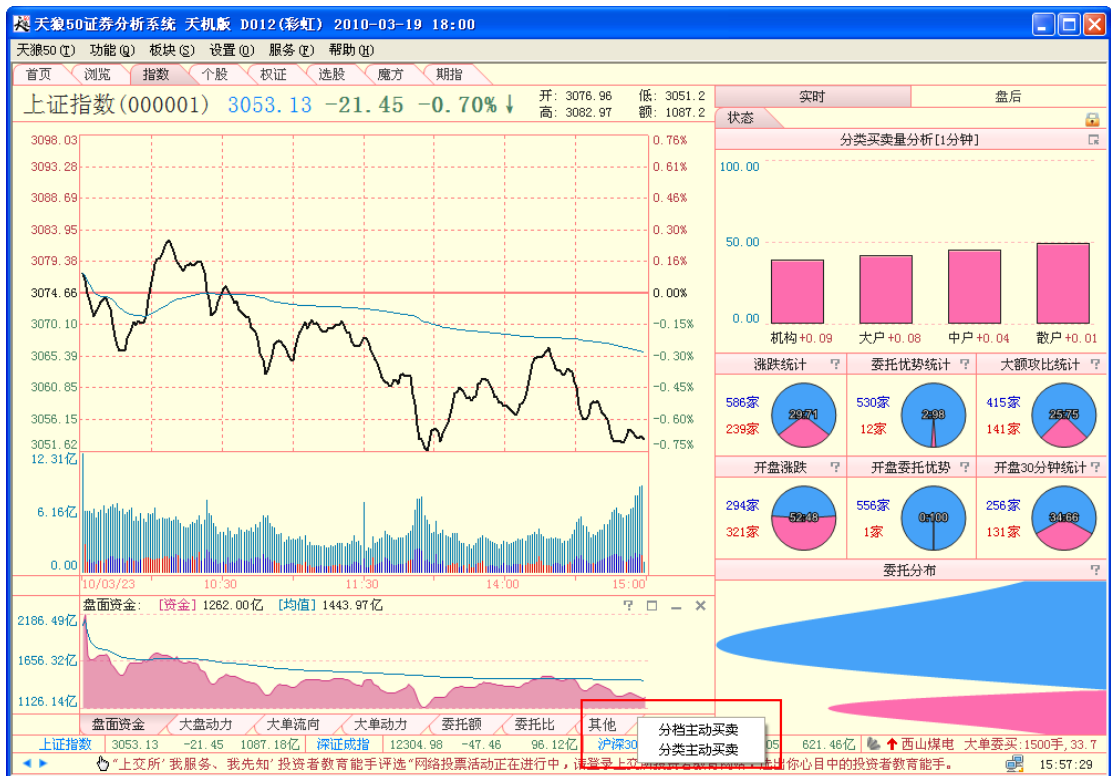 天狼50证券分析系统 天机版 D012(彩虹) 2010-03-19 18:00
天狼50(T) 功能(Q) 板块(S) 设置(O) 服务(F) 帮助(H)
首页 浏览 指数 个股 权证 选股 魔方 期指
上证指数(000001) 3053.13 -21.45 -0.70%↓ 开: 3076.96 低: 3051.2
高: 3082.97 额: 1087.2
实时 盘后
状态
分类买卖量分析[1分钟]
3098.03 0.76%
3093.28 0.61%
3088.69 0.46%
3083.95 0.30%
3079.38 0.16%
3074.66 0.00%
3070.10 -0.15%
3065.39 -0.30%
3060.85 -0.45%
3056.15 -0.60%
3051.62 -0.75%
12.31亿
6.16亿
0.00
10/03/23 10:30 11:30 14:00 15:00
100.00
50.00
0.00
机构+0.09 大户+0.08 中户+0.04 散户+0.01
涨跌统计 ? 委托优势统计 ? 大额攻比统计 ?
586家 29:71 530家 2:98 415家 25:75
239家 12家 141家
开盘涨跌 ? 开盘委托优势 ? 开盘30分钟统计 ?
294家 52:48 556家 0:100 256家 34:66
321家 1家 131家
委托分布 ?
盘面资金: [资金] 1262.00亿 [均值] 1443.97亿 ?
2186.49亿
1656.32亿
1126.14亿
盘面资金 大盘动力 大单流向 大单动力 委托额 委托比 其他
分档主动买卖
分类主动买卖
上证指数 3053.13 -21.45 1087.18亿 深证成指 12304.98 -47.46 96.12亿 沪深30 05 621.46亿 西山煤电 大单委买:1500手,33.7
“上交所‘我服务、我先知’投资者教育能手评选”网络投票活动正在进行中，请登录上交所投资者教育网站，选出你心目中的投资者教育能手。 15:57:29